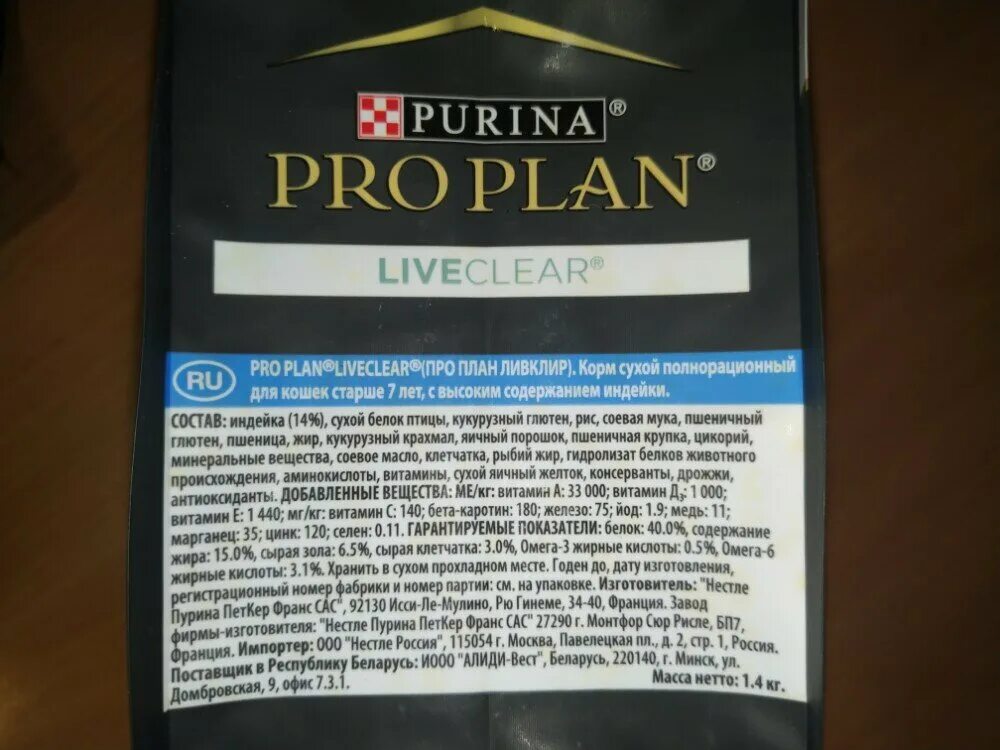 PURINA®
PRO PLAN®
LIVECLEAR®
RU
PRO PLAN®LIVECLEAR®(ПРО ПЛАН ЛИВКЛИР). Корм сухой полнорационный
для кошек старше 7 лет, с высоким содержанием индейки.
СОСТАВ: индейка (14%), сухой белок птицы, кукурузный глютен, рис, соевая мука, пшеничный
глютен, пшеница, жир, кукурузный крахмал, яичный порошок, пшеничная крупка, цикорий,
минеральные вещества, соевое масло, клетчатка, рыбий жир, гидролизат белков животного
происхождения, аминокислоты, витамины, сухой яичный желток, консерванты, дрожжи,
антиоксиданты. ДОБАВЛЕННЫЕ ВЕЩЕСТВА: МЕ/кг: витамин А: 33 000; витамин Д₃: 1 000;
витамин Е: 1 440; мг/кг: витамин С: 140; бета-каротин: 180; железо: 75; йод: 1.9; медь: 11;
марганец: 35; цинк: 120; селен: 0.11. ГАРАНТИРУЕМЫЕ ПОКАЗАТЕЛИ: белок: 40.0%, содержание
жира: 15.0%, сырая зола: 6.5%, сырая клетчатка: 3.0%, Омега-3 жирные кислоты: 0.5%, Омега-6
жирные кислоты: 3.1%. Хранить в сухом прохладном месте. Годен до, дату изготовления,
регистрационный номер фабрики и номер партии: см. на упаковке. Изготовитель: "Нестле
Пурина ПетКер Франс САС", 92130 Исси-Ле-Мулино, Рю Гинеме, 34-40, Франция. Завод
фирмы-изготовителя: "Нестле Пурина ПетКер Франс САС" 27290 г. Монтфор Сюр Рисле, БП7,
Франция. Импортер: ООО "Нестле Россия", 115054 г. Москва, Павелецкая пл., д. 2, стр. 1, Россия.
Поставщик в Республику Беларусь: ИООО "АЛИДИ-Вест", Беларусь, 220140, г. Минск, ул.
Домбровская, 9, офис 7.3.1.
Масса нетто: 1.4 кг.